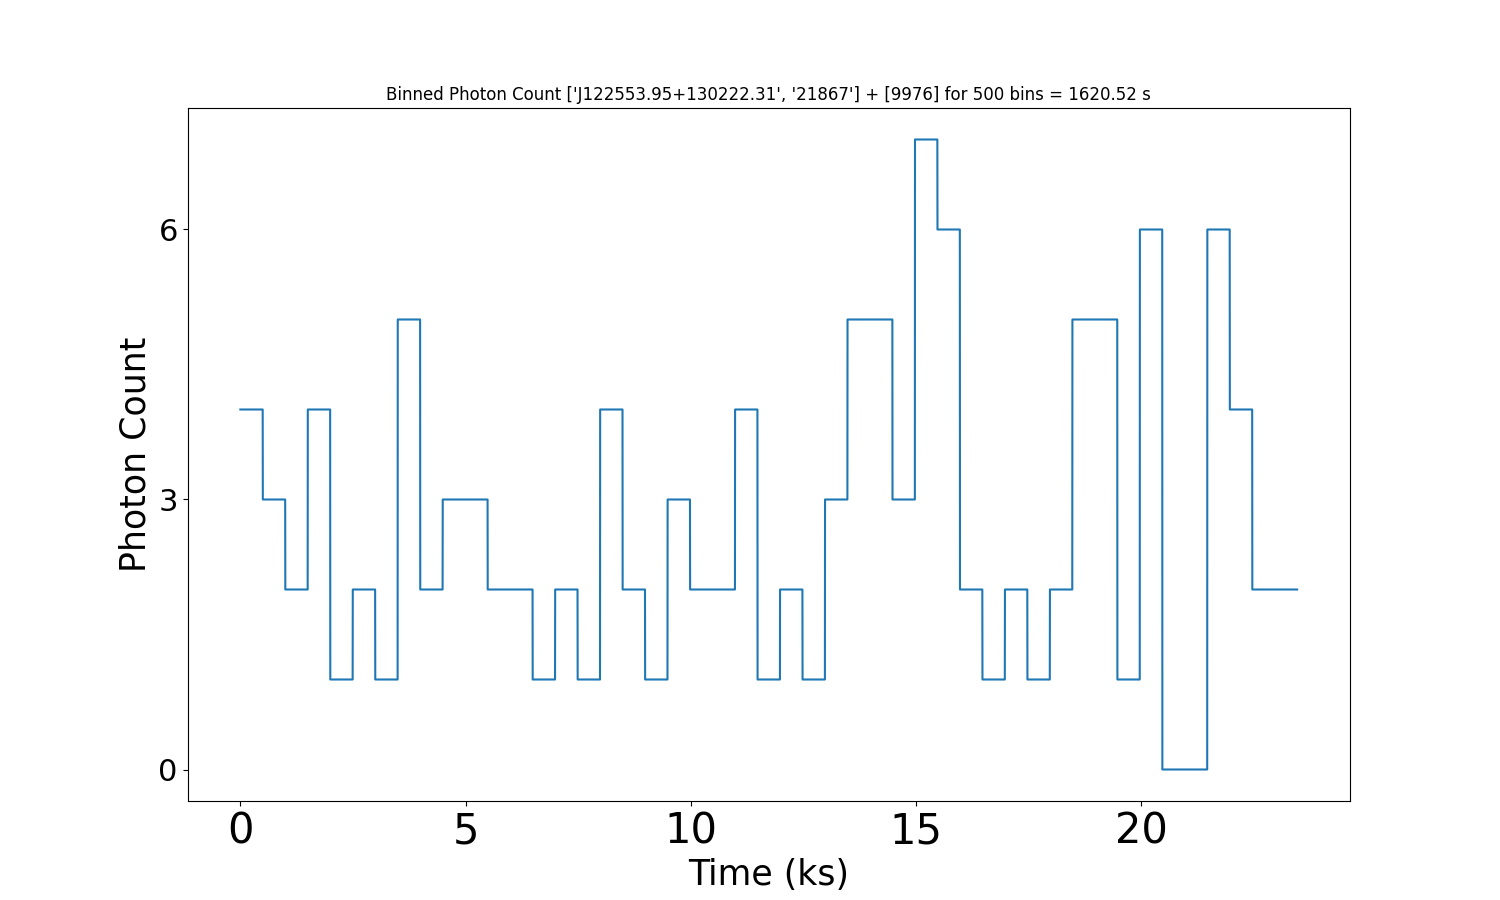 Binned Photon Count ['J122553.95+130222.31', '21867'] + [9976] for 500 bins = 1620.52 s
Photon Count
6
3
0
0 5 10 15 20
Time (ks)